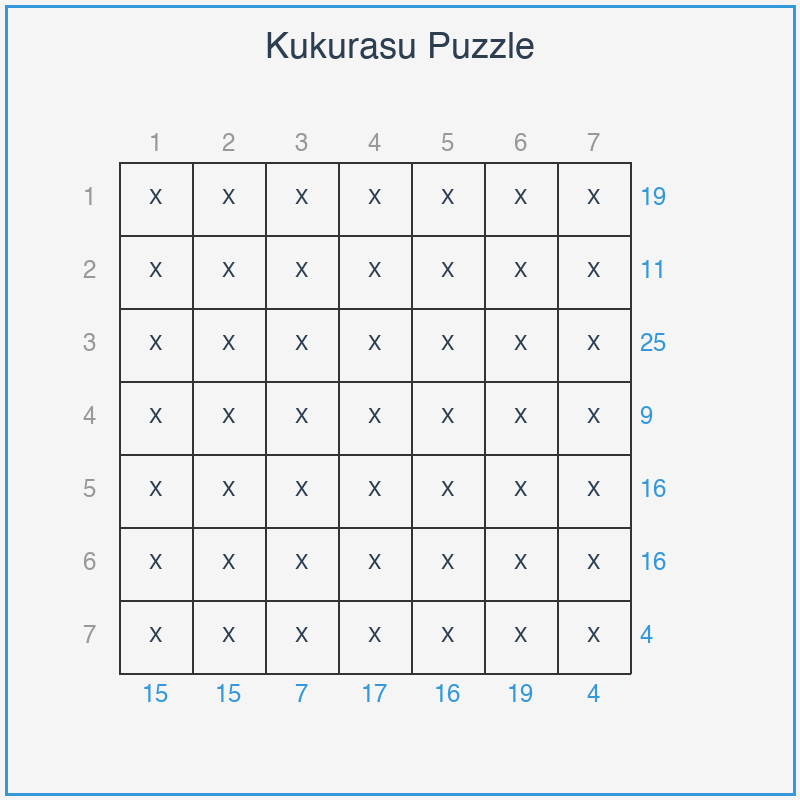 Kukurasu Puzzle
1 2 3 4 5 6 7
1 X X X X X X X 19
2 X X X X X X X 11
3 X X X X X X X 25
4 X X X X X X X 9
5 X X X X X X X 16
6 X X X X X X X 16
7 X X X X X X X 4
15 15 7 17 16 19 4